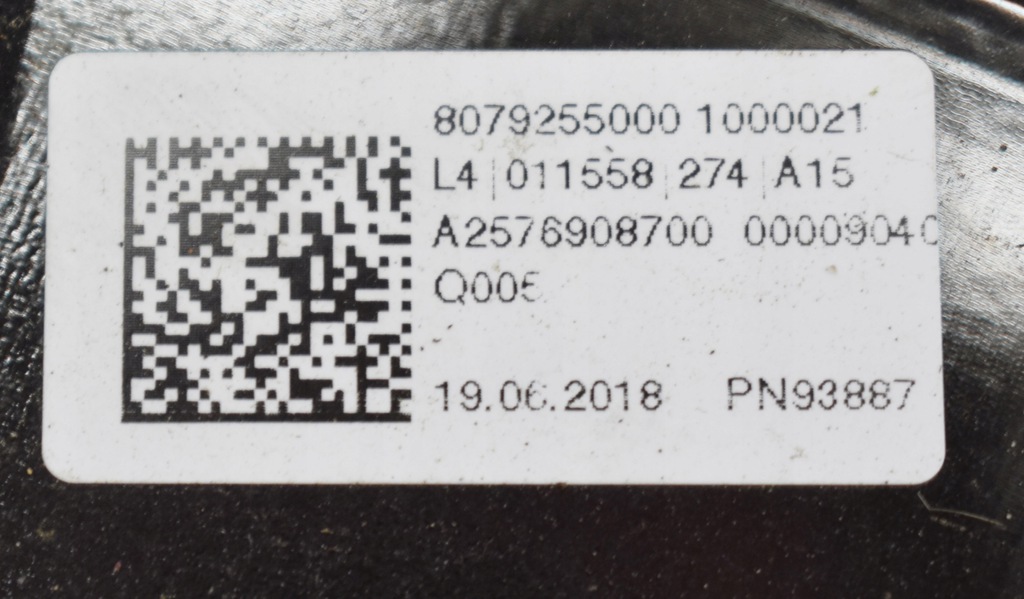 8079255000 1000021
L4 | 011558 | 274 | A15
A2576908700 00009040
Q005
19.06.2018 PN93887